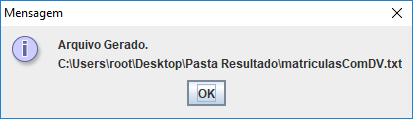 Mensagem
Arquivo Gerado.
C:\Users\root\Desktop\Pasta Resultado\matriculasComDV.txt
OK